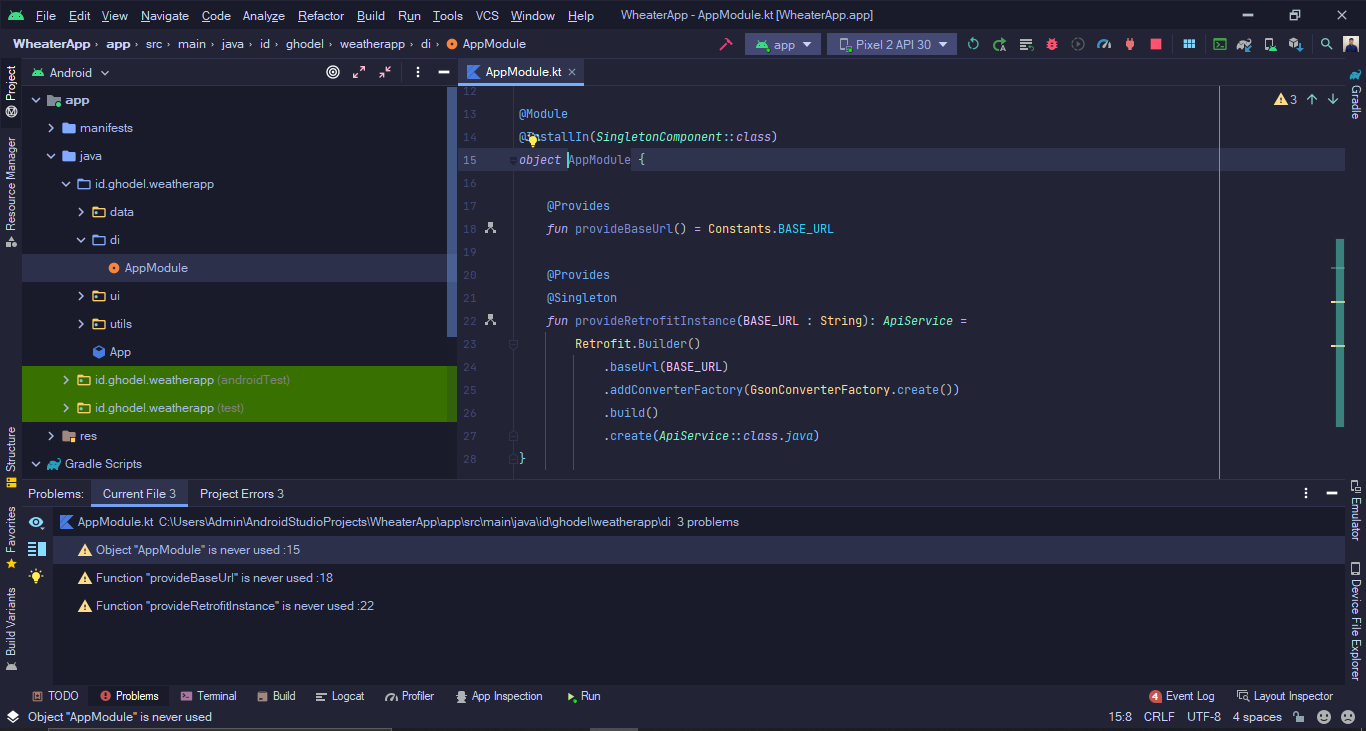 File Edit View Navigate Code Analyze Refactor Build Run Tools VCS Window Help WheaterApp - AppModule.kt [WheaterApp.app]
WheaterApp › app › src › main › java › id › ghodel › weatherapp › di › AppModule app Pixel 2 API 30
Project
Resource Manager
Structure
Favorites
Build Variants
Android
app
manifests
java
id.ghodel.weatherapp
data
di
AppModule
ui
utils
App
id.ghodel.weatherapp (androidTest)
id.ghodel.weatherapp (test)
res
Gradle Scripts
AppModule.kt
3
12
13 @Module
14 @InstallIn(SingletonComponent::class)
15 object AppModule {
16
17 @Provides
18 fun provideBaseUrl() = Constants.BASE_URL
19
20 @Provides
21 @Singleton
22 fun provideRetrofitInstance(BASE_URL : String): ApiService =
23 Retrofit.Builder()
24 .baseUrl(BASE_URL)
25 .addConverterFactory(GsonConverterFactory.create())
26 .build()
27 .create(ApiService::class.java)
28 }
Gradle
Emulator
Device File Explorer
Problems: Current File 3 Project Errors 3
AppModule.kt C:\Users\Admin\AndroidStudioProjects\WheaterApp\app\src\main\java\id\ghodel\weatherapp\di 3 problems
Object "AppModule" is never used :15
Function "provideBaseUrl" is never used :18
Function "provideRetrofitInstance" is never used :22
TODO Problems Terminal Build Logcat Profiler App Inspection Run 4 Event Log Layout Inspector
Object "AppModule" is never used 15:8 CRLF UTF-8 4 spaces